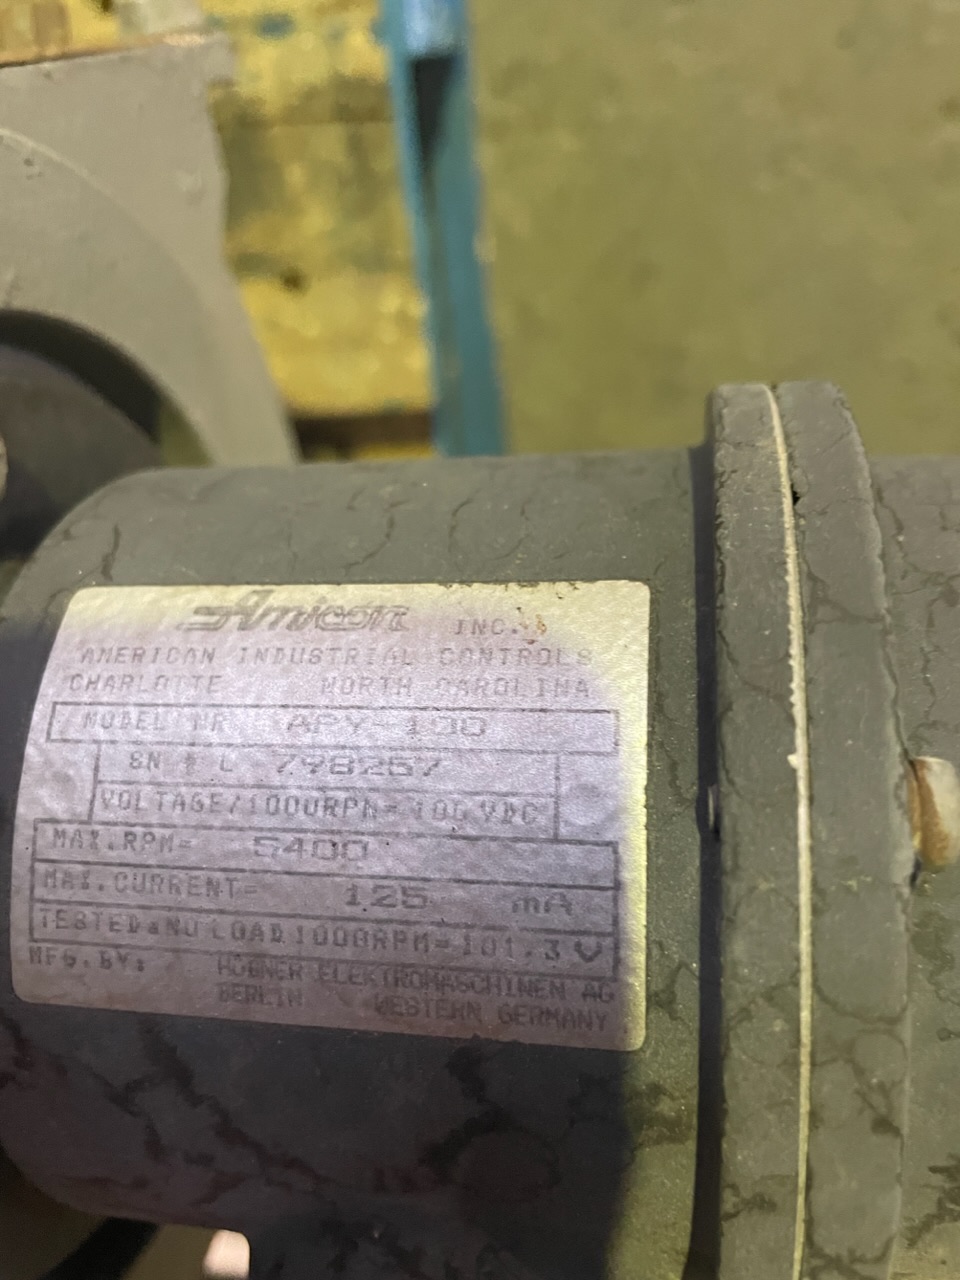 Amicon INC.
AMERICAN INDUSTRIAL CONTROLS
CHARLOTTE NORTH CAROLINA
MODEL NR APY-100
SN # L 798257
VOLTAGE/1000RPM= 100 VDC
MAX.RPM= 5400
MAX.CURRENT= 125 mA
TESTED NO LOAD 1000RPM=101.3 V
MFG.BY: HÜBNER ELEKTROMASCHINEN AG
BERLIN WESTERN GERMANY